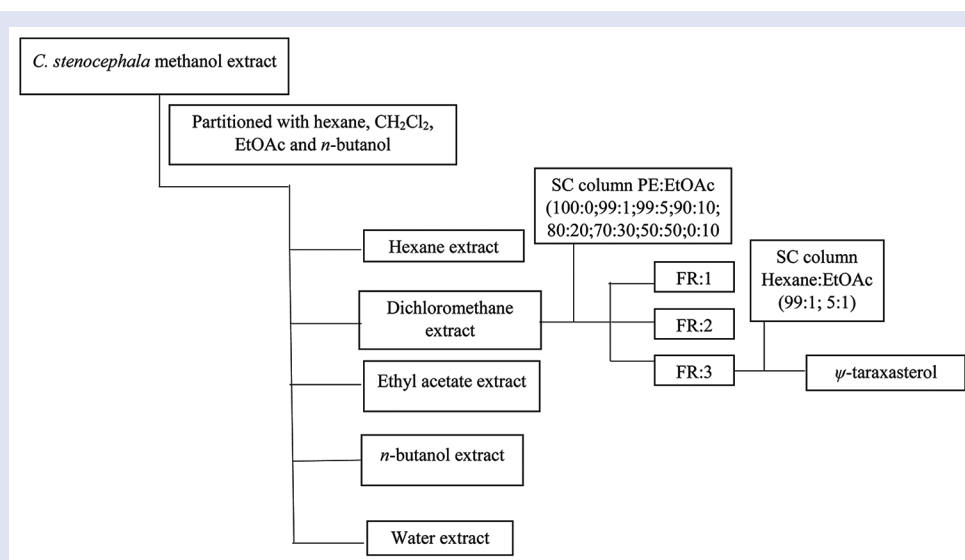 C. stenocephala methanol extract
Partitioned with hexane, CH₂Cl₂,
EtOAc and n-butanol
Hexane extract
Dichloromethane
extract
Ethyl acetate extract
n-butanol extract
Water extract
SC column PE:EtOAc
(100:0;99:1;99:5;90:10;
80:20;70:30;50:50;0:10
FR:1
FR:2
FR:3
SC column
Hexane:EtOAc
(99:1; 5:1)
ψ-taraxasterol